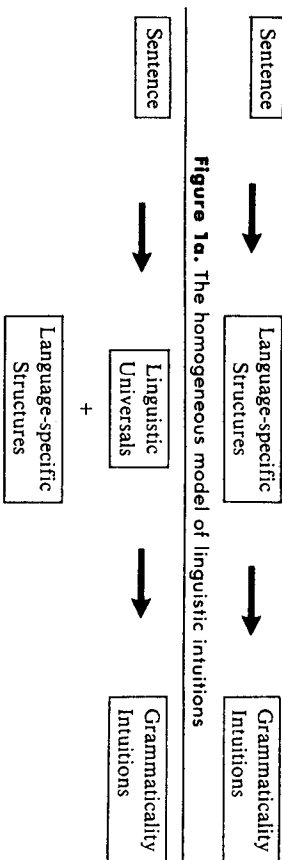 Sentence
Language-specific
Structures
Grammaticality
Intuitions
Figure 1a. The homogeneous model of linguistic intuitions
Sentence
Linguistic
Universals
+
Language-specific
Structures
Grammaticality
Intuitions